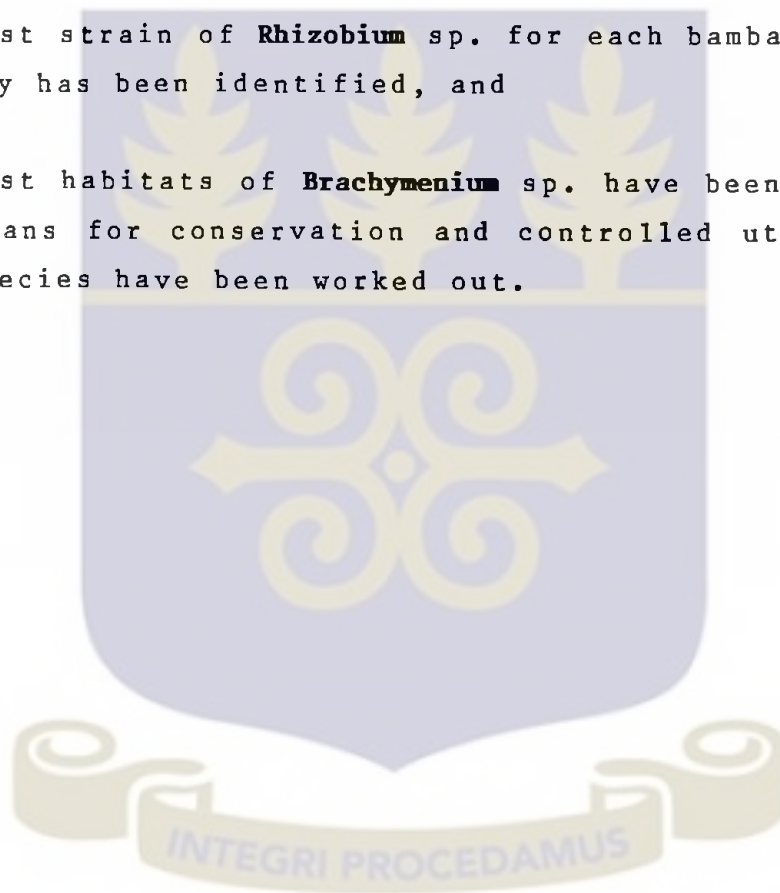 st strain of Rhizobium sp. for each bamba
y has been identified, and
st habitats of Brachymenium sp. have been
ans for conservation and controlled ut
ecies have been worked out.
INTEGRI PROCEDAMUS